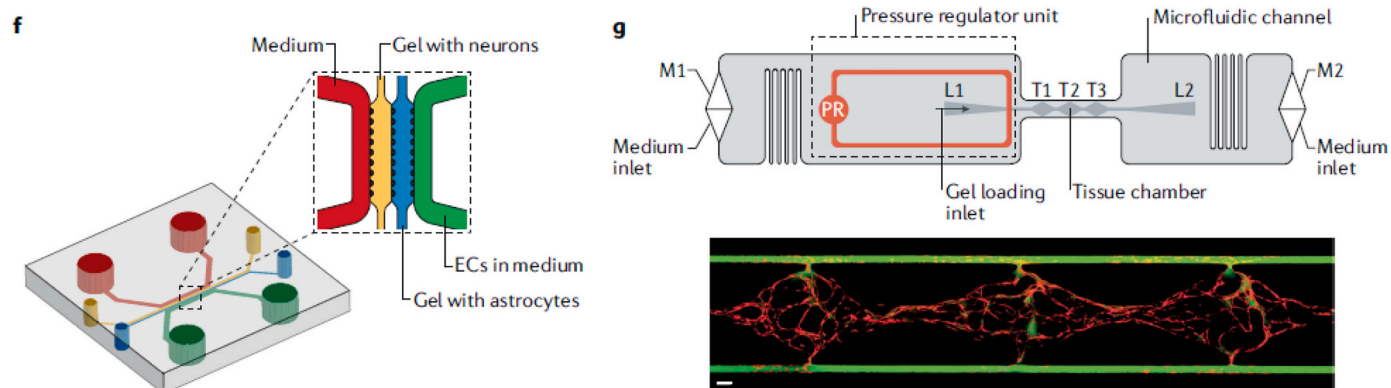 f
Medium
Gel with neurons
ECs in medium
Gel with astrocytes
g
Pressure regulator unit
Microfluidic channel
M1
M2
PR
L1
T1 T2 T3
L2
Medium
inlet
Gel loading
inlet
Tissue chamber
Medium
inlet